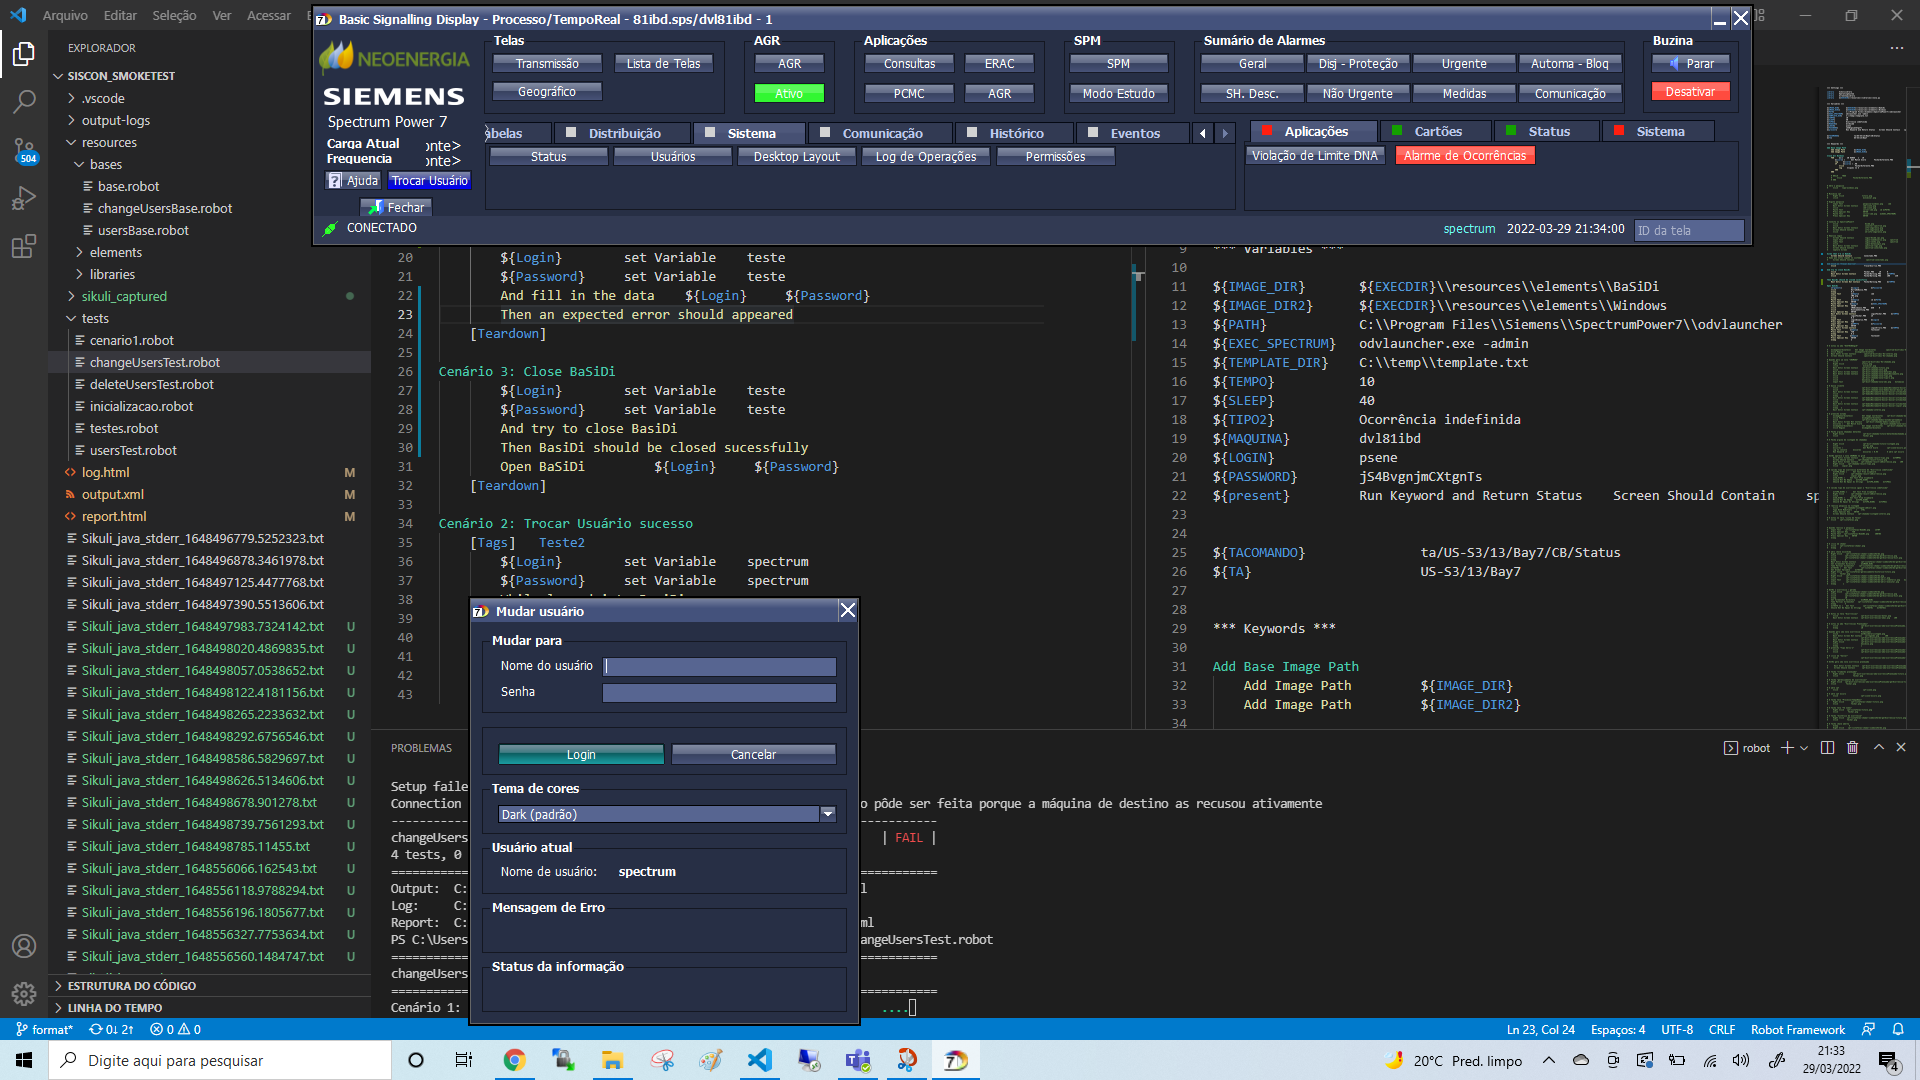 Arquivo Editar Seleção Ver Acessar
Basic Signalling Display - Processo/TempoReal - 81ibd.sps/dvl81ibd - 1
NEOENERGIA
SIEMENS
Spectrum Power 7
Carga Atual onte>
Frequencia onte>
Ajuda Trocar Usuário
Fechar
CONECTADO
Telas
Transmissão Lista de Telas
Geográfico
AGR
AGR
Ativo
Aplicações
Consultas ERAC
PCMC AGR
SPM
SPM
Modo Estudo
Sumário de Alarmes
Geral Disj - Proteção Urgente Automa - Bloq
SH. Desc. Não Urgente Medidas Comunicação
Buzina
Parar
Desativar
abelas Distribuição Sistema Comunicação Histórico Eventos
Status Usuários Desktop Layout Log de Operações Permissões
Aplicações Cartões Status Sistema
Violação de Limite DNA Alarme de Ocorrências
spectrum 2022-03-29 21:34:00 ID da tela
EXPLORADOR
SISCON_SMOKETEST
.vscode
output-logs
resources
bases
base.robot
changeUsersBase.robot
usersBase.robot
elements
libraries
sikuli_captured
tests
cenario1.robot
changeUsersTest.robot
deleteUsersTest.robot
inicializacao.robot
testes.robot
usersTest.robot
log.html M
output.xml M
report.html M
Sikuli_java_stderr_1648496779.5252323.txt
Sikuli_java_stderr_1648496878.3461978.txt
Sikuli_java_stderr_1648497125.4477768.txt
Sikuli_java_stderr_1648497390.5513606.txt
Sikuli_java_stderr_1648497983.7324142.txt U
Sikuli_java_stderr_1648498020.4869835.txt U
Sikuli_java_stderr_1648498057.0538652.txt U
Sikuli_java_stderr_1648498122.4181156.txt U
Sikuli_java_stderr_1648498265.2233632.txt U
Sikuli_java_stderr_1648498292.6756546.txt U
Sikuli_java_stderr_1648498586.5829697.txt U
Sikuli_java_stderr_1648498626.5134606.txt U
Sikuli_java_stderr_1648498678.901278.txt U
Sikuli_java_stderr_1648498739.7561293.txt U
Sikuli_java_stderr_1648498785.11455.txt U
Sikuli_java_stderr_1648556066.162543.txt U
Sikuli_java_stderr_1648556118.9788294.txt U
Sikuli_java_stderr_1648556196.1805677.txt U
Sikuli_java_stderr_1648556327.7753634.txt U
Sikuli_java_stderr_1648556560.1484747.txt U
ESTRUTURA DO CÓDIGO
LINHA DO TEMPO
504
20 ${Login} set Variable teste
21 ${Password} set Variable teste
22 And fill in the data ${Login} ${Password}
23 Then an expected error should appeared
24 [Teardown]
25
26 Cenário 3: Close BaSiDi
27 ${Login} set Variable teste
28 ${Password} set Variable teste
29 And try to close BasiDi
30 Then BasiDi should be closed sucessfully
31 Open BaSiDi ${Login} ${Password}
32 [Teardown]
33
34 Cenário 2: Trocar Usuário sucesso
35 [Tags] Teste2
36 ${Login} set Variable spectrum
37 ${Password} set Variable spectrum
38
39
40
41
42
43
9 *** Variables ***
10
11 ${IMAGE_DIR} ${EXECDIR}\\resources\\elements\\BaSiDi
12 ${IMAGE_DIR2} ${EXECDIR}\\resources\\elements\\Windows
13 ${PATH} C:\\Program Files\\Siemens\\SpectrumPower7\\odvlauncher
14 ${EXEC_SPECTRUM} odvlauncher.exe -admin
15 ${TEMPLATE_DIR} C:\\temp\\template.txt
16 ${TEMPO} 10
17 ${SLEEP} 40
18 ${TIPO2} Ocorrência indefinida
19 ${MAQUINA} dvl81ibd
20 ${LOGIN} psene
21 ${PASSWORD} jS4BvgnjmCXtgnTs
22 ${present} Run Keyword and Return Status Screen Should Contain sp
23
24
25 ${TACOMANDO} ta/US-S3/13/Bay7/CB/Status
26 ${TA} US-S3/13/Bay7
27
28
29 *** Keywords ***
30
31 Add Base Image Path
32 Add Image Path ${IMAGE_DIR}
33 Add Image Path ${IMAGE_DIR2}
34
Mudar usuário
Mudar para
Nome do usuário
Senha
Login Cancelar
Tema de cores
Dark (padrão)
Usuário atual
Nome de usuário: spectrum
Mensagem de Erro
Status da informação
PROBLEMAS
robot
Setup faile
Connection o pôde ser feita porque a máquina de destino as recusou ativamente
changeUsers | FAIL |
4 tests, 0
Output: C: l
Log: C:
Report: C: ml
PS C:\Users angeUsersTest.robot
changeUsers
Cenário 1: ....
format* 0↓ 2↑ 0 0
Ln 23, Col 24 Espaços: 4 UTF-8 CRLF Robot Framework
Digite aqui para pesquisar
20°C Pred. limpo
21:33
29/03/2022
4